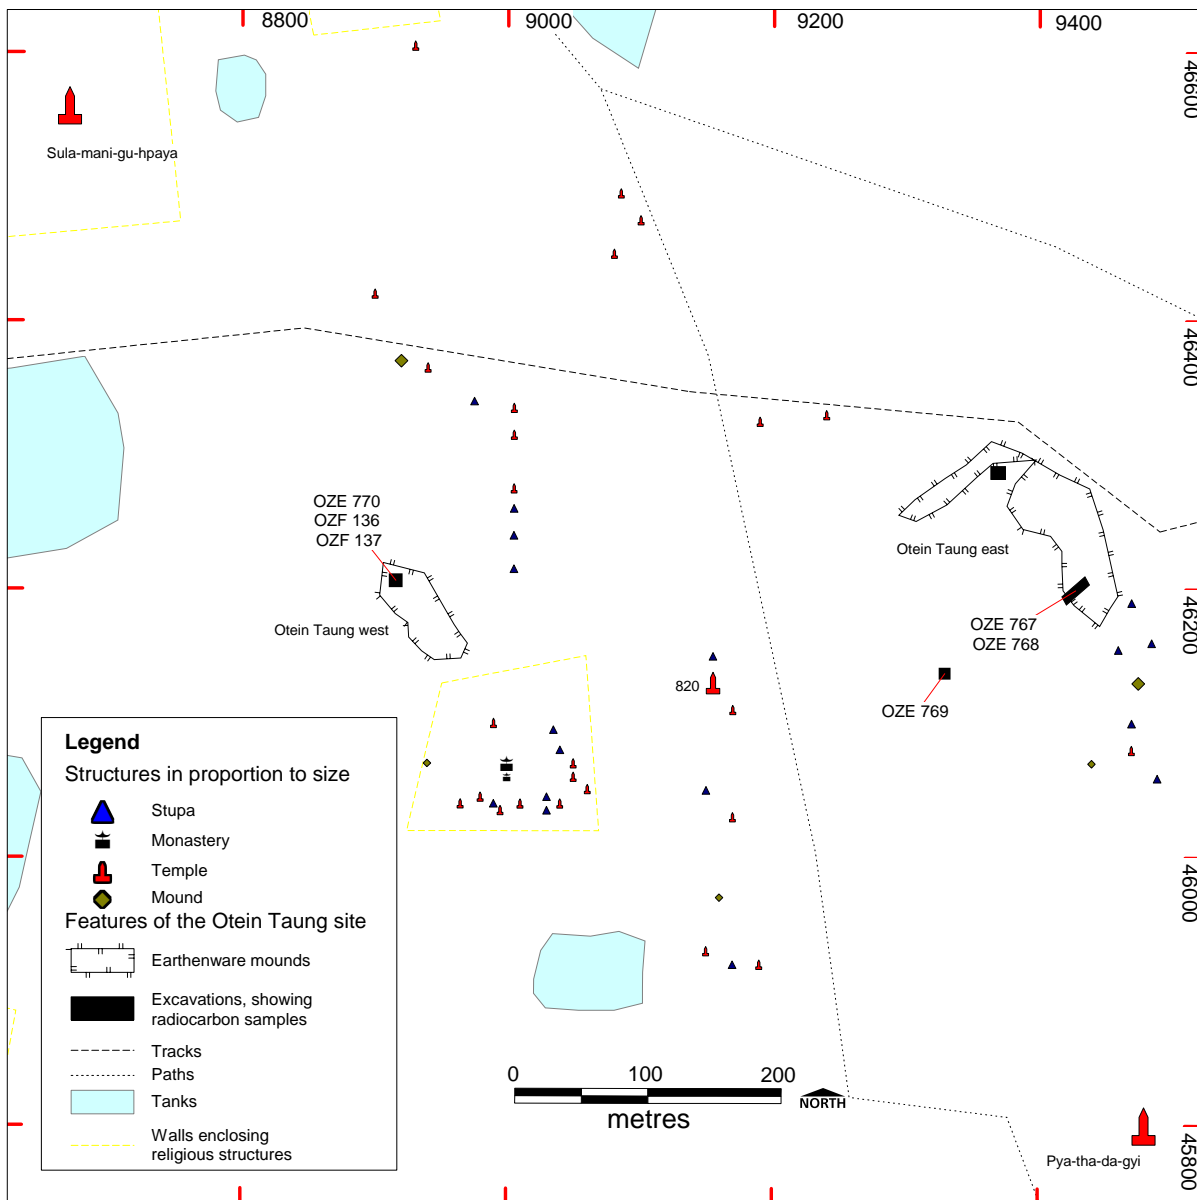 8800
9000
9200
9400
46600
Sula-mani-gu-hpaya
46400
OZE 770
OZF 136
OZF 137
Otein Taung east
Otein Taung west
46200
OZE 767
OZE 768
820
OZE 769
Legend
Structures in proportion to size
Stupa
Monastery
Temple
Mound
46000
Features of the Otein Taung site
Earthenware mounds
Excavations, showing
radiocarbon samples
Tracks
Paths
Tanks
Walls enclosing
religious structures
0 100 200
metres
NORTH
Pya-tha-da-gyi
45800